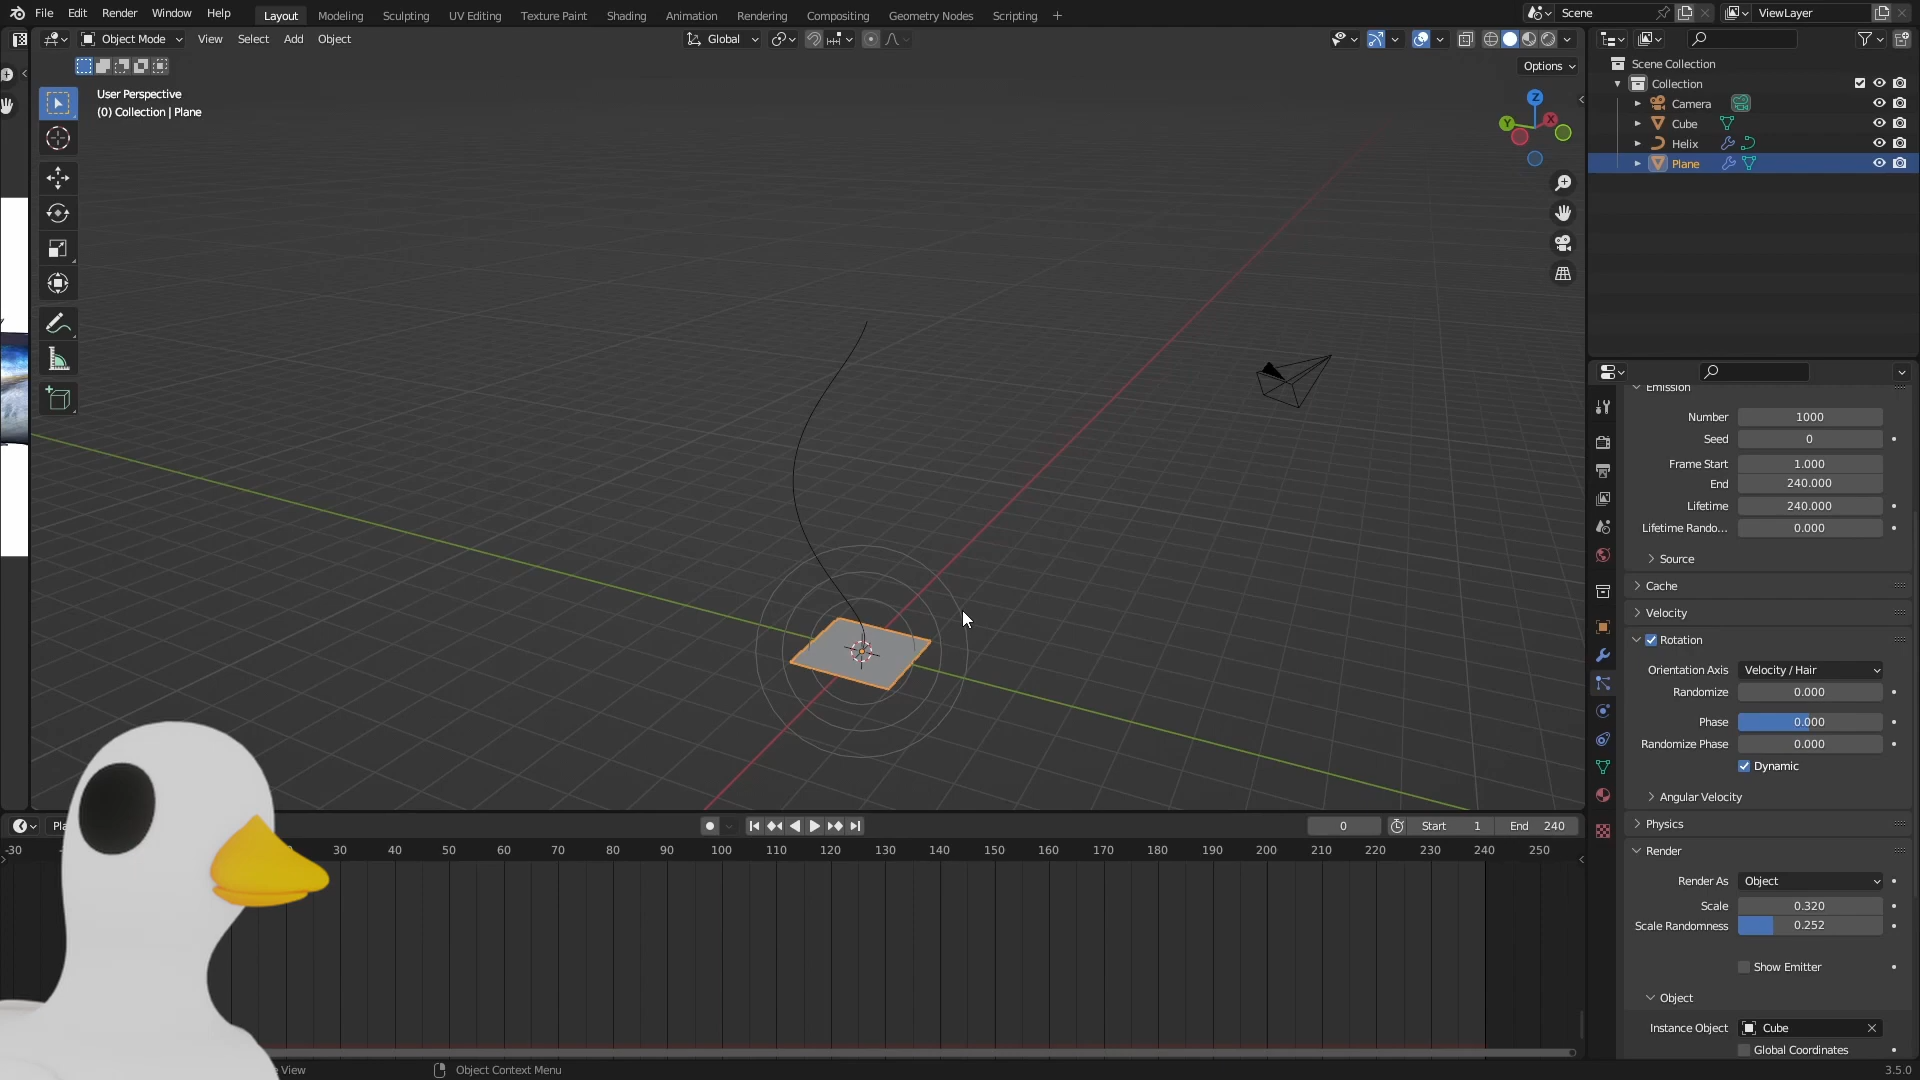 File Edit Render Window Help Layout Modeling Sculpting UV Editing Texture Paint Shading Animation Rendering Compositing Geometry Nodes Scripting + Scene ViewLayer
Object Mode View Select Add Object Global
Options
User Perspective
(0) Collection | Plane
Z
Y X
Scene Collection
Collection
Camera
Cube
Helix
Plane
Emission
Number 1000
Seed 0
Frame Start 1.000
End 240.000
Lifetime 240.000
Lifetime Rando... 0.000
Source
Cache
Velocity
Rotation
Orientation Axis Velocity / Hair
Randomize 0.000
Phase 0.000
Randomize Phase 0.000
Dynamic
Angular Velocity
Physics
Render
Render As Object
Scale 0.320
Scale Randomness 0.252
Show Emitter
Object
Instance Object Cube
Global Coordinates
0 Start 1 End 240
-30 30 40 50 60 70 80 90 100 110 120 130 140 150 160 170 180 190 200 210 220 230 240 250
View Object Context Menu 3.5.0